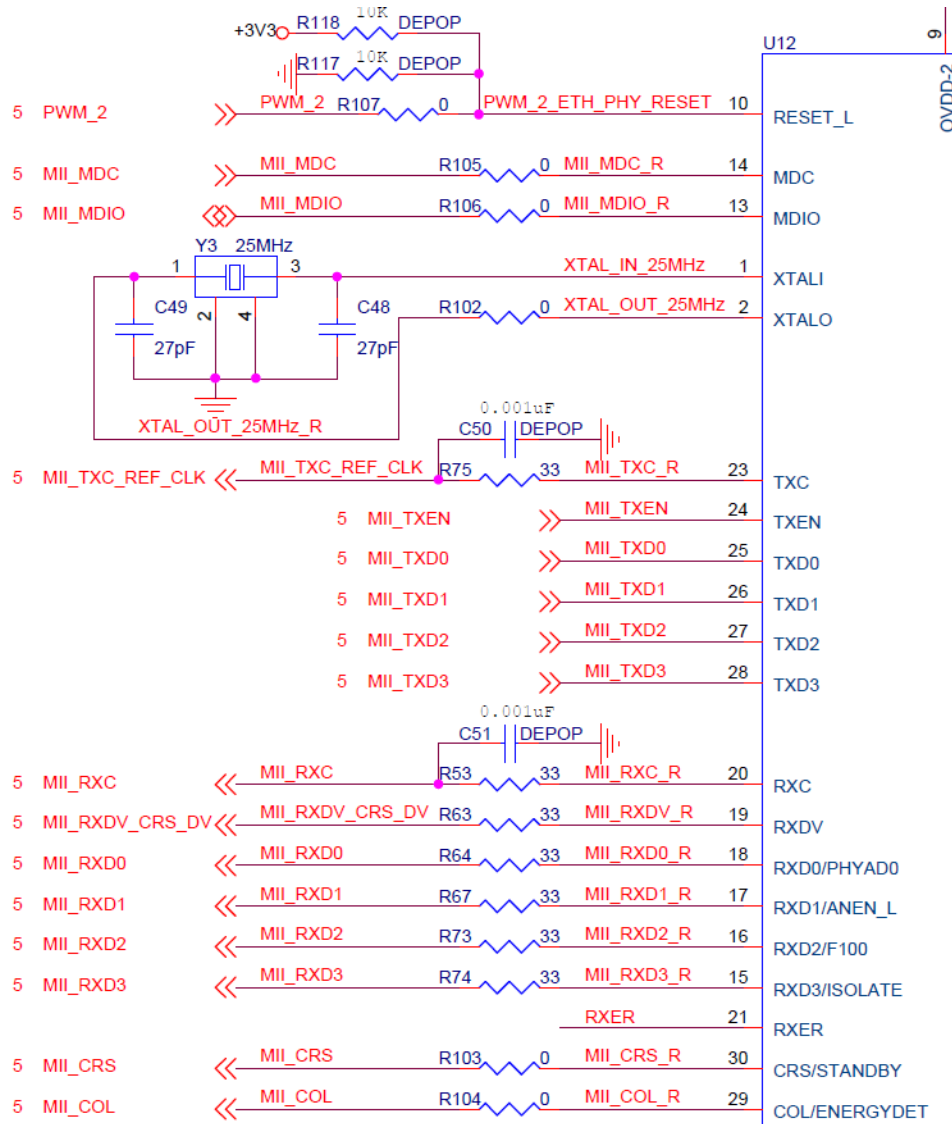 +3V3 R118 10K DEPOP
R117 10K DEPOP
U12
9
OVDD-2
5 PWM_2 PWM_2 R107 0 PWM_2_ETH_PHY_RESET 10 RESET_L
5 MII_MDC MII_MDC R105 0 MII_MDC_R 14 MDC
5 MII_MDIO MII_MDIO R106 0 MII_MDIO_R 13 MDIO
Y3 25MHz
1 3 XTAL_IN_25MHz 1 XTALI
C49 2 4 C48 R102 0 XTAL_OUT_25MHz 2 XTALO
27pF 27pF
XTAL_OUT_25MHz_R
0.001uF
C50 DEPOP
5 MII_TXC_REF_CLK MII_TXC_REF_CLK R75 33 MII_TXC_R 23 TXC
5 MII_TXEN MII_TXEN 24 TXEN
5 MII_TXD0 MII_TXD0 25 TXD0
5 MII_TXD1 MII_TXD1 26 TXD1
5 MII_TXD2 MII_TXD2 27 TXD2
5 MII_TXD3 MII_TXD3 28 TXD3
0.001uF
C51 DEPOP
5 MII_RXC MII_RXC R53 33 MII_RXC_R 20 RXC
5 MII_RXDV_CRS_DV MII_RXDV_CRS_DV R63 33 MII_RXDV_R 19 RXDV
5 MII_RXD0 MII_RXD0 R64 33 MII_RXD0_R 18 RXD0/PHYAD0
5 MII_RXD1 MII_RXD1 R67 33 MII_RXD1_R 17 RXD1/ANEN_L
5 MII_RXD2 MII_RXD2 R73 33 MII_RXD2_R 16 RXD2/F100
5 MII_RXD3 MII_RXD3 R74 33 MII_RXD3_R 15 RXD3/ISOLATE
RXER 21 RXER
5 MII_CRS MII_CRS R103 0 MII_CRS_R 30 CRS/STANDBY
5 MII_COL MII_COL R104 0 MII_COL_R 29 COL/ENERGYDET